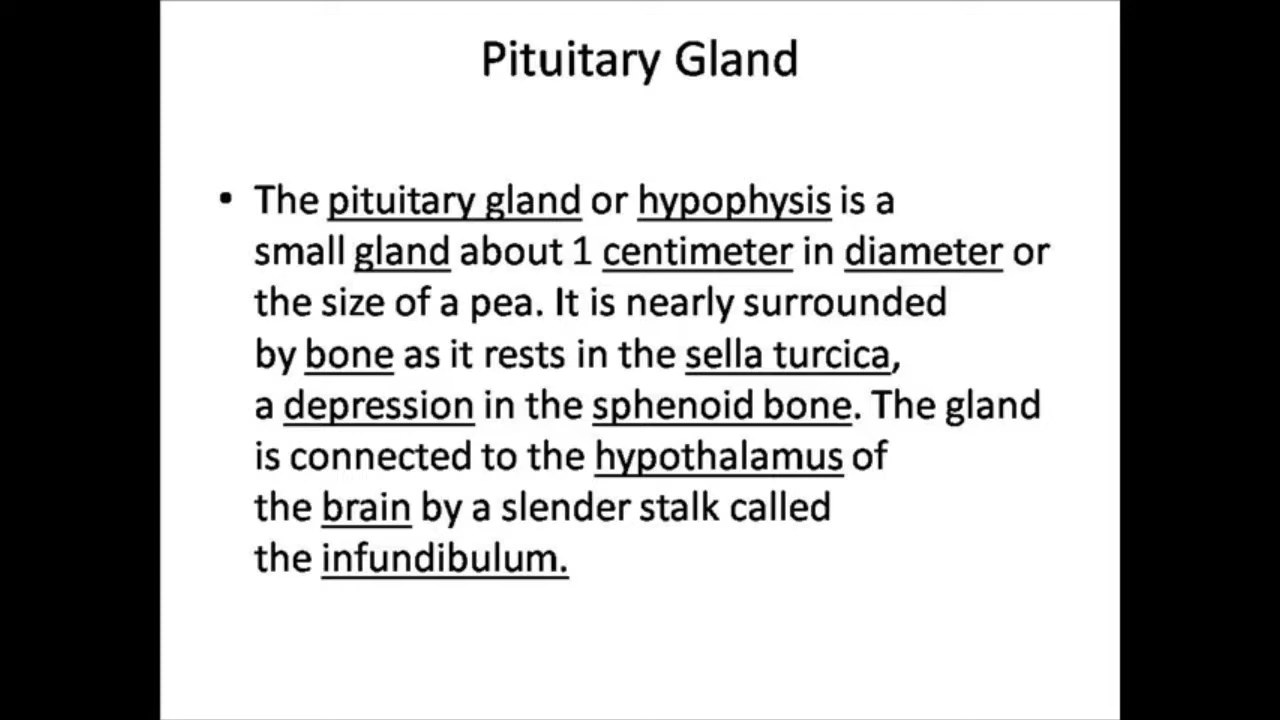 Pituitary Gland
• The pituitary gland or hypophysis is a
small gland about 1 centimeter in diameter or
the size of a pea. It is nearly surrounded
by bone as it rests in the sella turcica,
a depression in the sphenoid bone. The gland
is connected to the hypothalamus of
the brain by a slender stalk called
the infundibulum.